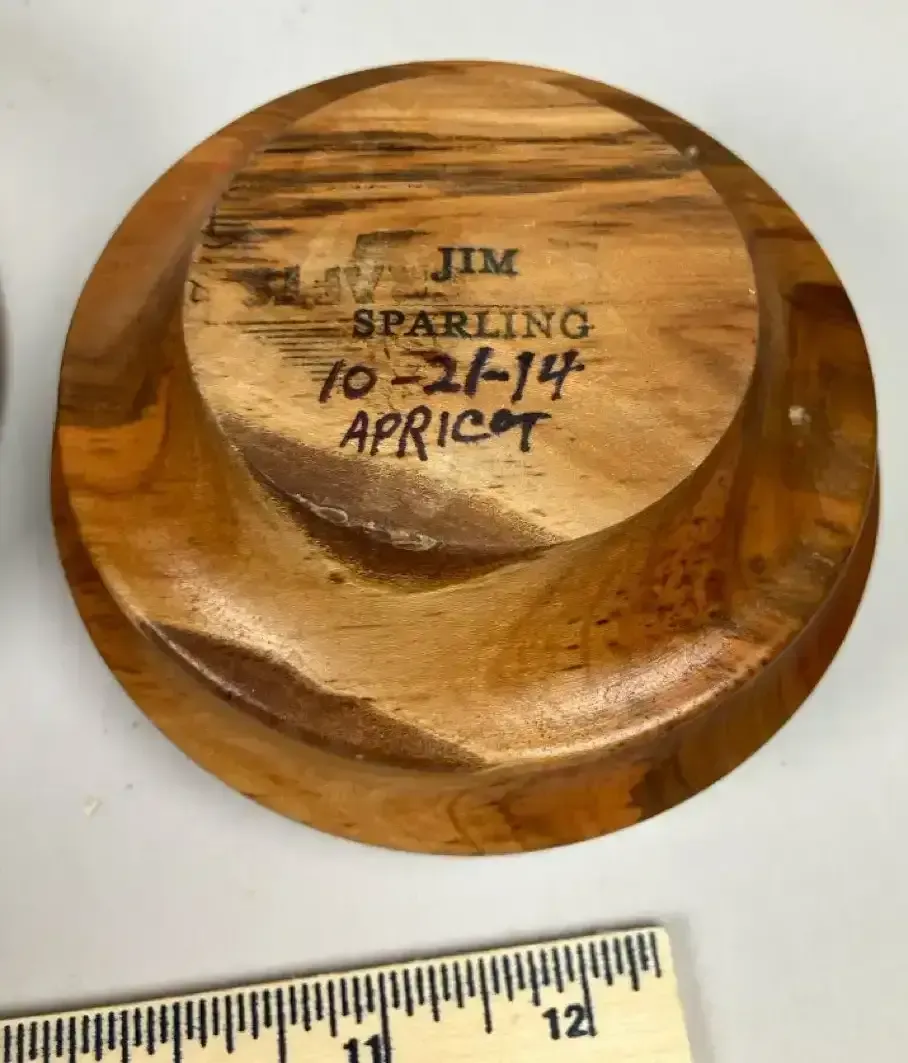 JIM
SPARLING
10-21-14
APRICOT
11
12